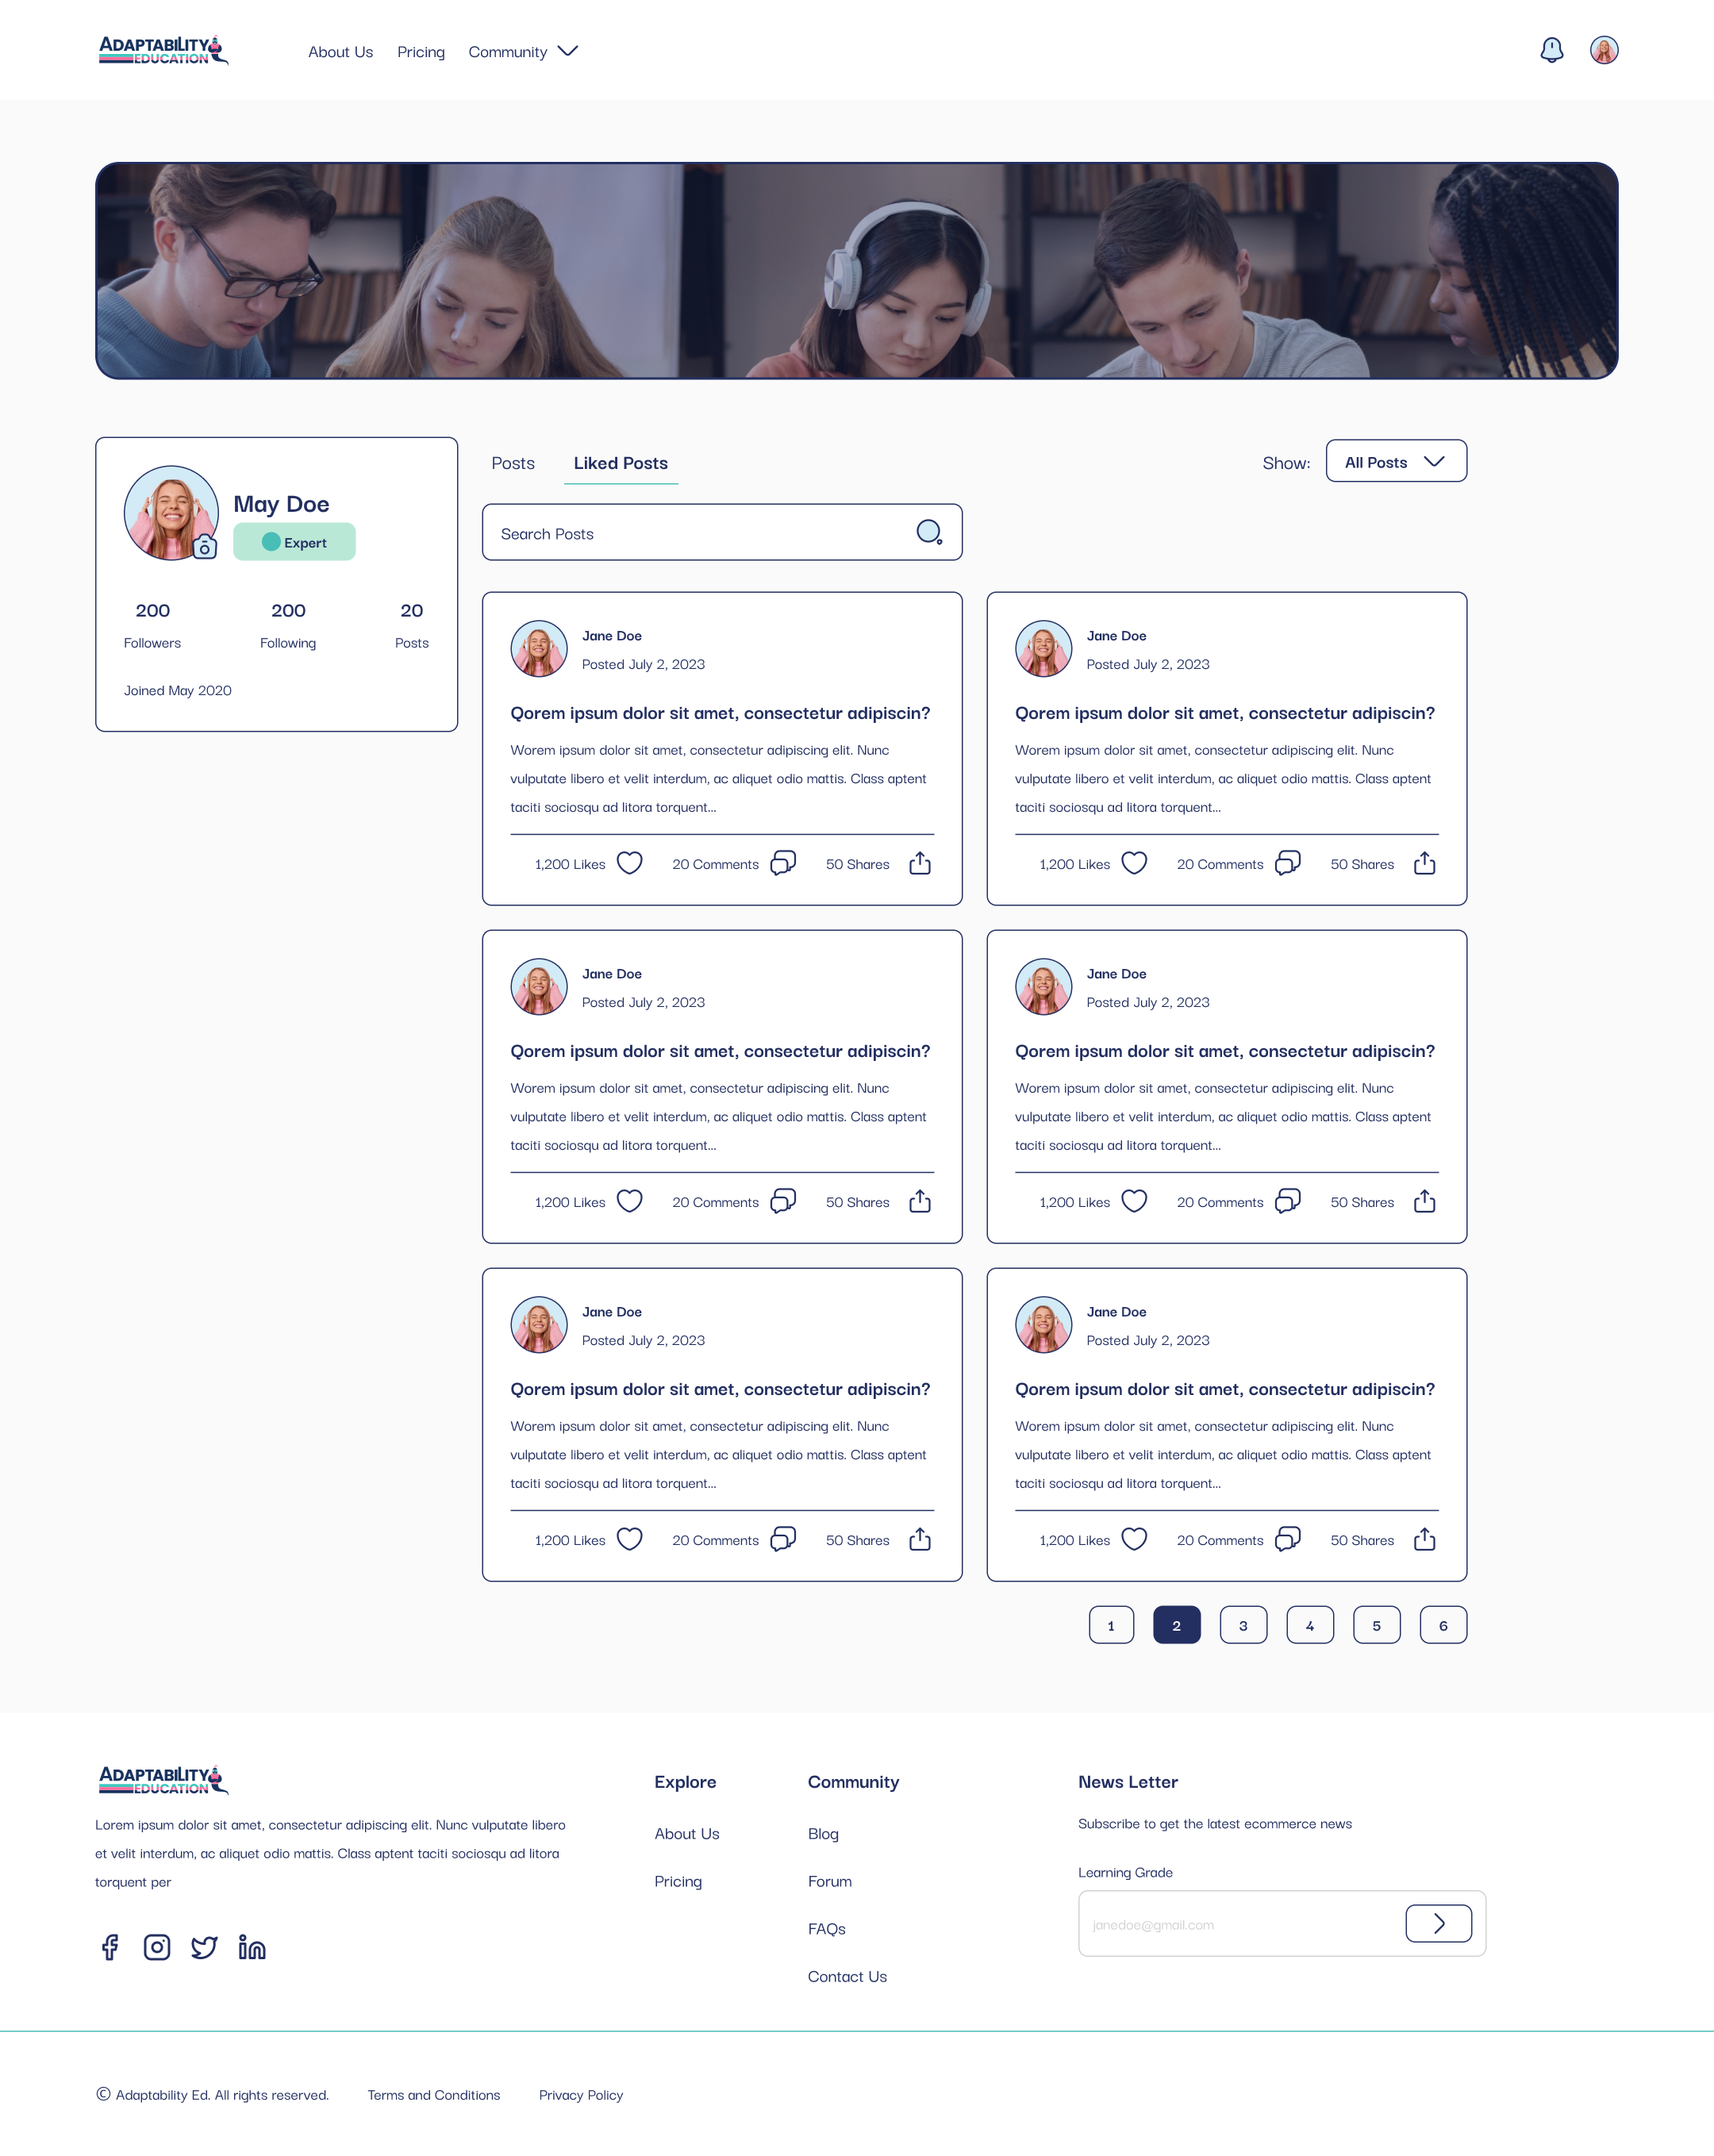 ADAPTABILITY
EDUCATION
About Us
Pricing
Community
May Doe
Expert
200
200
20
Followers
Following
Posts
Joined May 2020
Posts
Liked Posts
Show:
All Posts
Search Posts
Jane Doe
Posted July 2, 2023
Qorem ipsum dolor sit amet, consectetur adipiscin?
Worem ipsum dolor sit amet, consectetur adipiscing elit. Nunc
vulputate libero et velit interdum, ac aliquet odio mattis. Class aptent
taciti sociosqu ad litora torquent...
1,200 Likes
20 Comments
50 Shares
Jane Doe
Posted July 2, 2023
Qorem ipsum dolor sit amet, consectetur adipiscin?
Worem ipsum dolor sit amet, consectetur adipiscing elit. Nunc
vulputate libero et velit interdum, ac aliquet odio mattis. Class aptent
taciti sociosqu ad litora torquent...
1,200 Likes
20 Comments
50 Shares
Jane Doe
Posted July 2, 2023
Qorem ipsum dolor sit amet, consectetur adipiscin?
Worem ipsum dolor sit amet, consectetur adipiscing elit. Nunc
vulputate libero et velit interdum, ac aliquet odio mattis. Class aptent
taciti sociosqu ad litora torquent...
1,200 Likes
20 Comments
50 Shares
Jane Doe
Posted July 2, 2023
Qorem ipsum dolor sit amet, consectetur adipiscin?
Worem ipsum dolor sit amet, consectetur adipiscing elit. Nunc
vulputate libero et velit interdum, ac aliquet odio mattis. Class aptent
taciti sociosqu ad litora torquent...
1,200 Likes
20 Comments
50 Shares
Jane Doe
Posted July 2, 2023
Qorem ipsum dolor sit amet, consectetur adipiscin?
Worem ipsum dolor sit amet, consectetur adipiscing elit. Nunc
vulputate libero et velit interdum, ac aliquet odio mattis. Class aptent
taciti sociosqu ad litora torquent...
1,200 Likes
20 Comments
50 Shares
Jane Doe
Posted July 2, 2023
Qorem ipsum dolor sit amet, consectetur adipiscin?
Worem ipsum dolor sit amet, consectetur adipiscing elit. Nunc
vulputate libero et velit interdum, ac aliquet odio mattis. Class aptent
taciti sociosqu ad litora torquent...
1,200 Likes
20 Comments
50 Shares
1
2
3
4
5
6
ADAPTABILITY
EDUCATION
Lorem ipsum dolor sit amet, consectetur adipiscing elit. Nunc vulputate libero
et velit interdum, ac aliquet odio mattis. Class aptent taciti sociosqu ad litora
torquent per
Explore
About Us
Pricing
Community
Blog
Forum
FAQs
Contact Us
News Letter
Subscribe to get the latest ecommerce news
Learning Grade
janedoe@gmail.com
© Adaptability Ed. All rights reserved.
Terms and Conditions
Privacy Policy